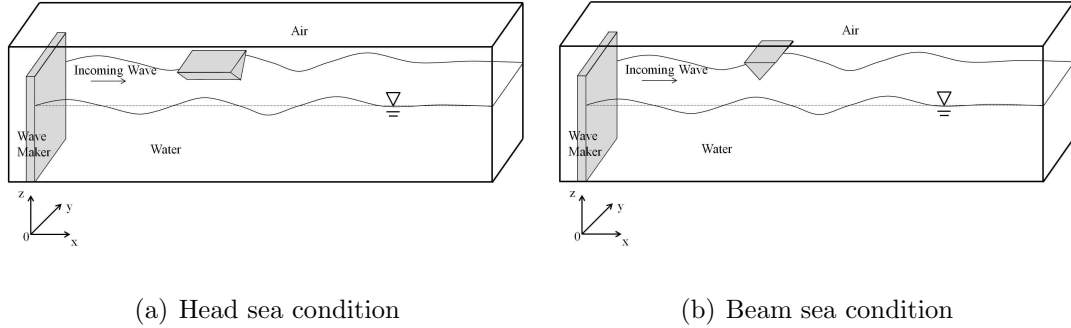 Air
Incoming Wave
Wave
Maker
Water
z
y
0
x
(a) Head sea condition
Air
Incoming Wave
Wave
Maker
Water
z
y
0
x
(b) Beam sea condition